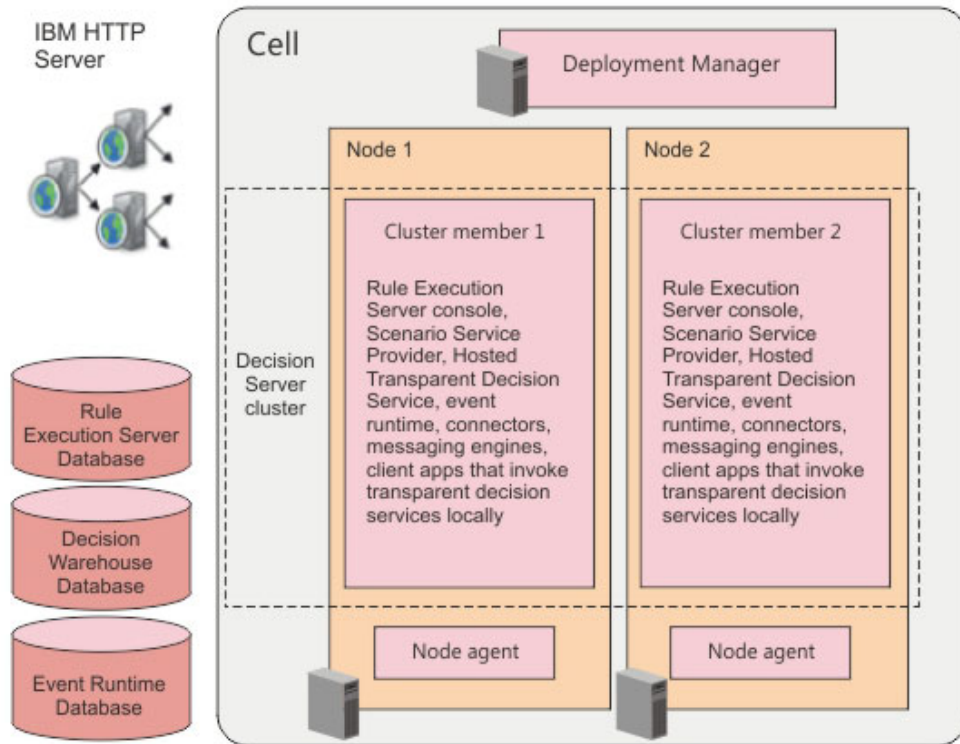 IBM HTTP
Server
Cell
Deployment Manager
Node 1
Node 2
Decision
Server
cluster
Cluster member 1
Rule Execution
Server console,
Scenario Service
Provider, Hosted
Transparent Decision
Service, event
runtime, connectors,
messaging engines,
client apps that invoke
transparent decision
services locally
Cluster member 2
Rule Execution
Server console,
Scenario Service
Provider, Hosted
Transparent Decision
Service, event
runtime, connectors,
messaging engines,
client apps that invoke
transparent decision
services locally
Node agent
Node agent
Rule
Execution Server
Database
Decision
Warehouse
Database
Event Runtime
Database